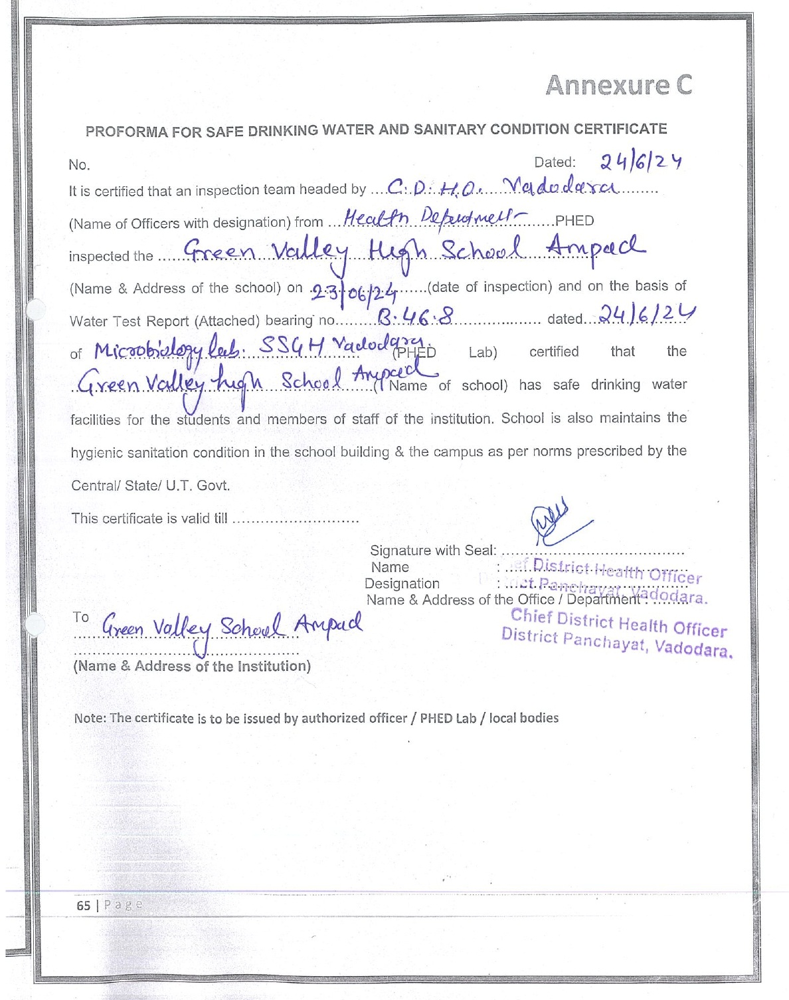 Annexure C
PROFORMA FOR SAFE DRINKING WATER AND SANITARY CONDITION CERTIFICATE
No. Dated: 24/6/24
It is certified that an inspection team headed by ...C.D.H.O. Vadodara.........
(Name of Officers with designation) from ...Health Department.......PHED
inspected the .....Green Valley High School Ampad
(Name & Address of the school) on .23/06/24......(date of inspection) and on the basis of
Water Test Report (Attached) bearing no.........B.46.8...................... dated...24/6/24
of Microbiology lab. SSGH Vadodara. (PHED Lab) certified that the
.Green Valley high School Ampad....( Name of school) has safe drinking water
facilities for the students and members of staff of the institution. School is also maintains the
hygienic sanitation condition in the school building & the campus as per norms prescribed by the
Central/ State/ U.T. Govt.
This certificate is valid till ................................
Signature with Seal: ..........................................
Name : ......District Health Officer
Designation : ...ct Panchayat, Vadodara.
Name & Address of the Office / Department : .........
Chief District Health Officer
District Panchayat, Vadodara.
To Green Valley School Ampad
(Name & Address of the Institution)
Note: The certificate is to be issued by authorized officer / PHED Lab / local bodies
65 | Page